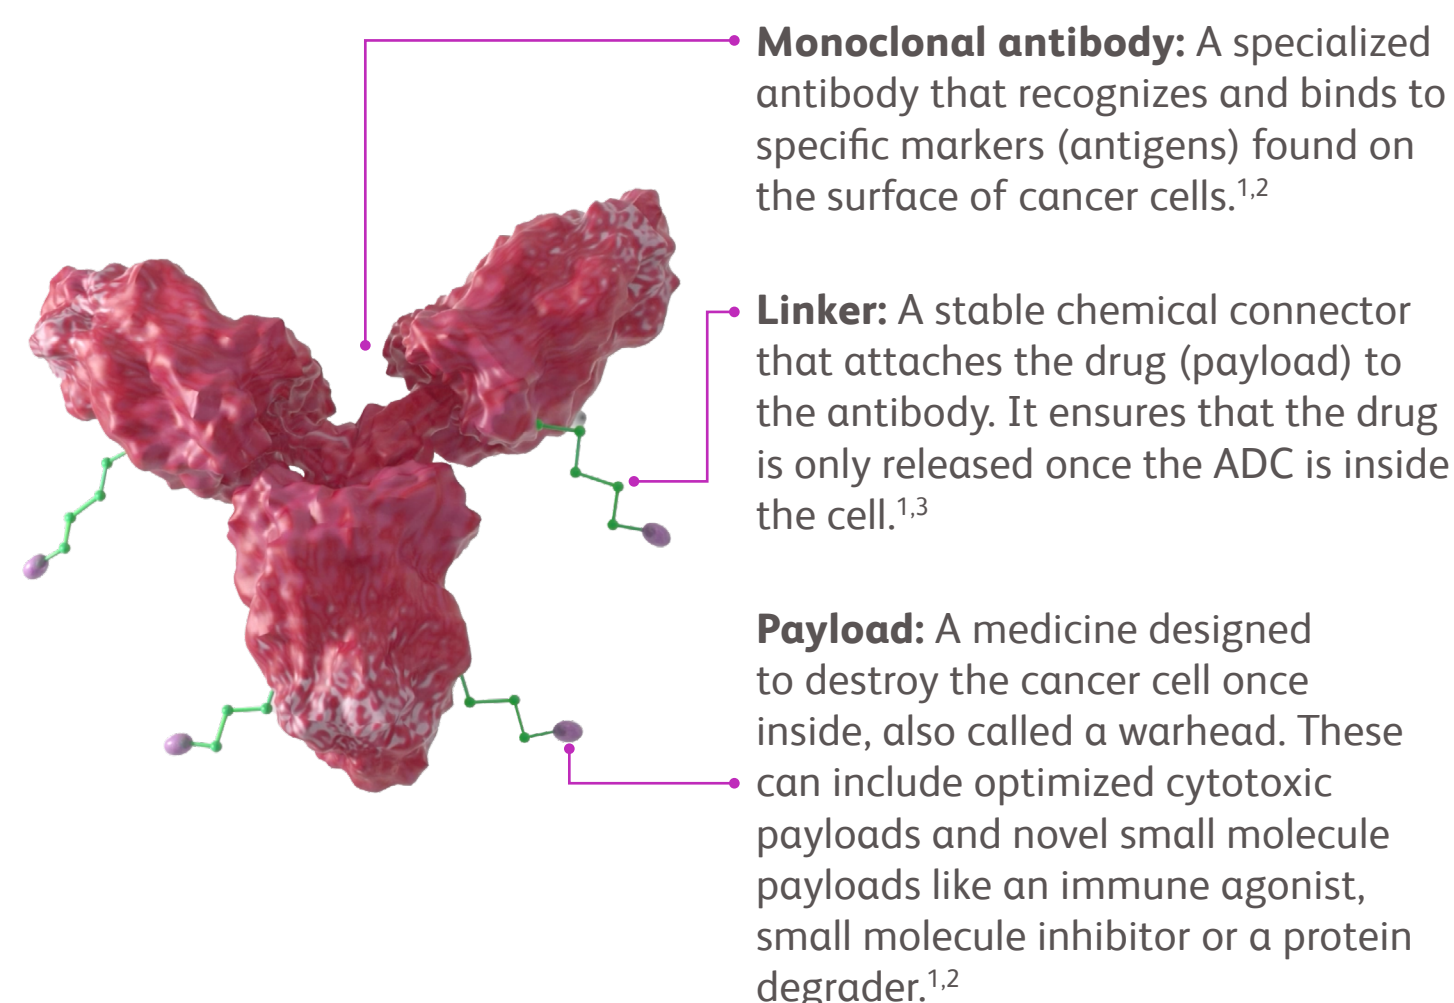 Monoclonal antibody: A specialized
antibody that recognizes and binds to
specific markers (antigens) found on
the surface of cancer cells.1,2
Linker: A stable chemical connector
that attaches the drug (payload) to
the antibody. It ensures that the drug
is only released once the ADC is inside
the cell.1,3
Payload: A medicine designed
to destroy the cancer cell once
inside, also called a warhead. These
can include optimized cytotoxic
payloads and novel small molecule
payloads like an immune agonist,
small molecule inhibitor or a protein
degrader.1,2